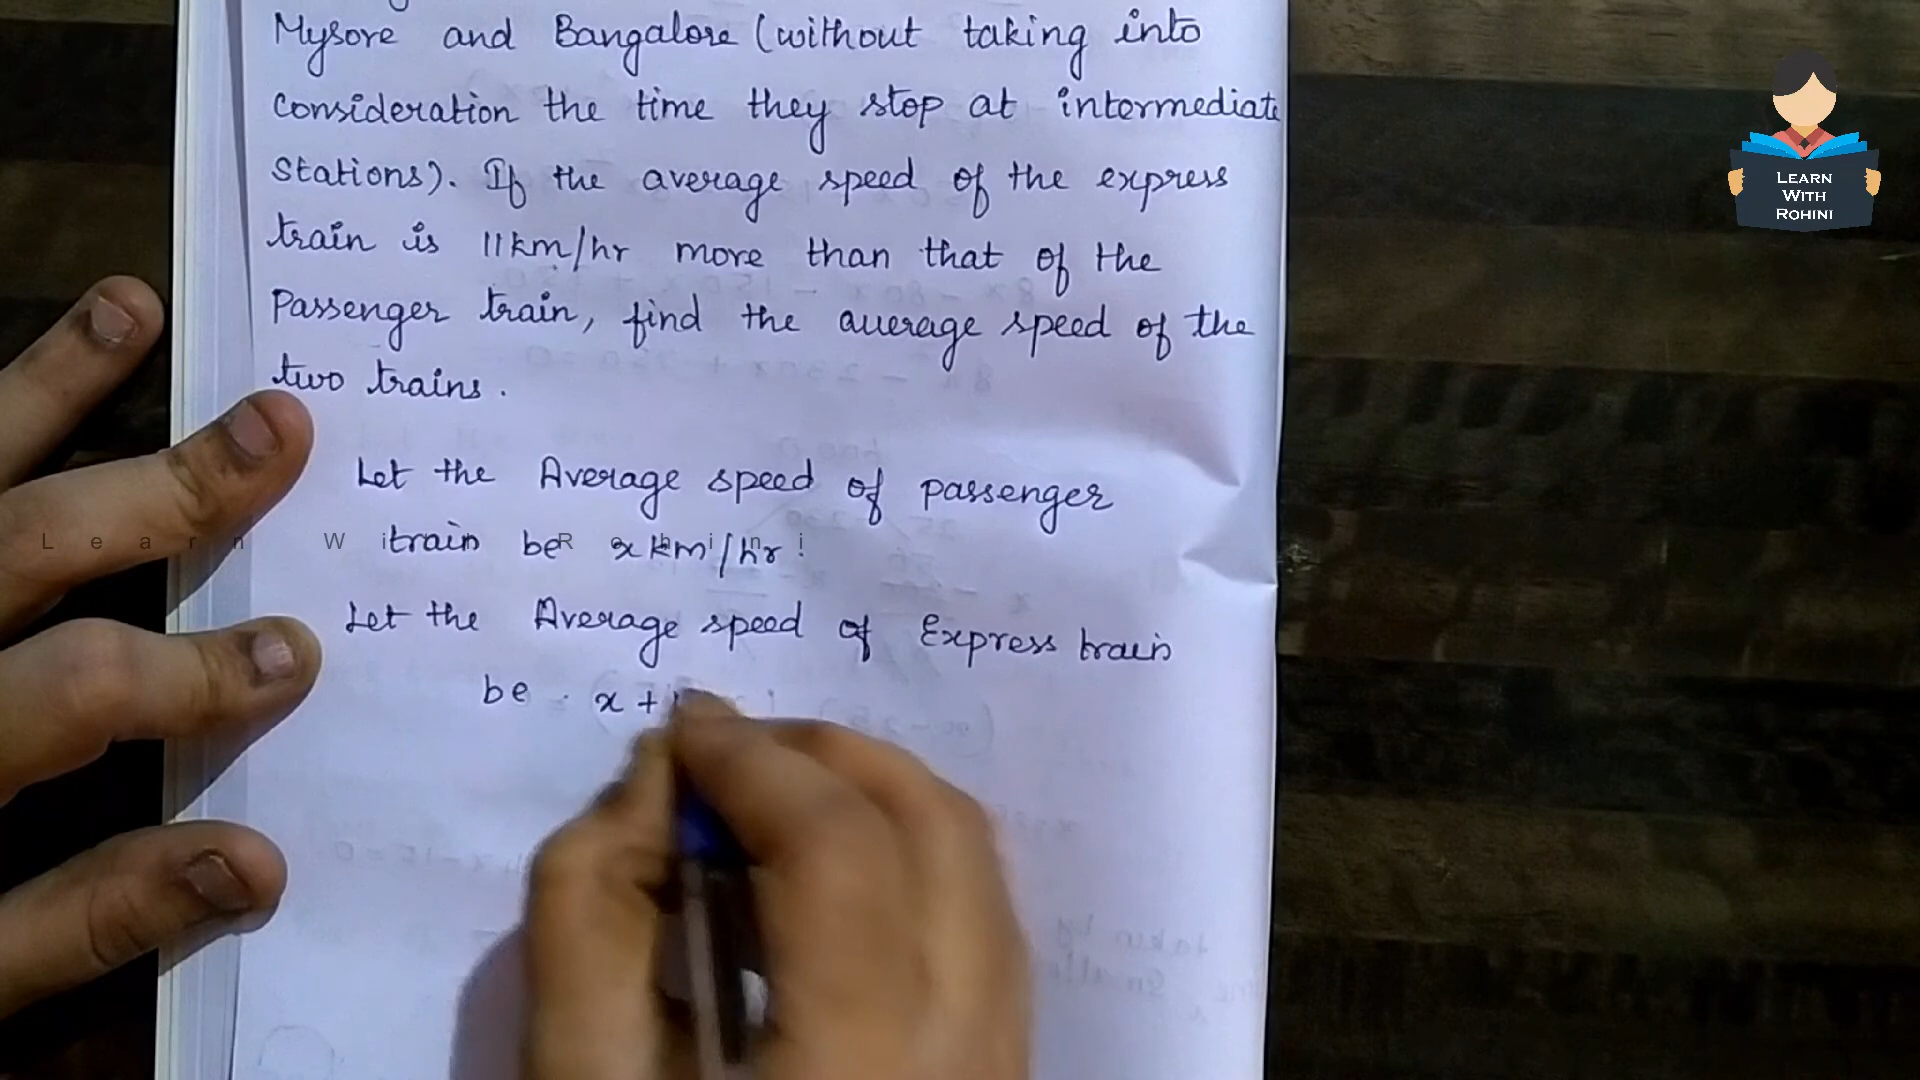 Mysore and Bangalore (without taking into
consideration the time they stop at intermediate
stations). If the average speed of the express
train is 11km/hr more than that of the
passenger train, find the average speed of the
two trains.
Let the Average speed of passenger
train be x km/hr.
Let the Average speed of Express train
be x +
LEARN
WITH
ROHINI
Learn With Rohini